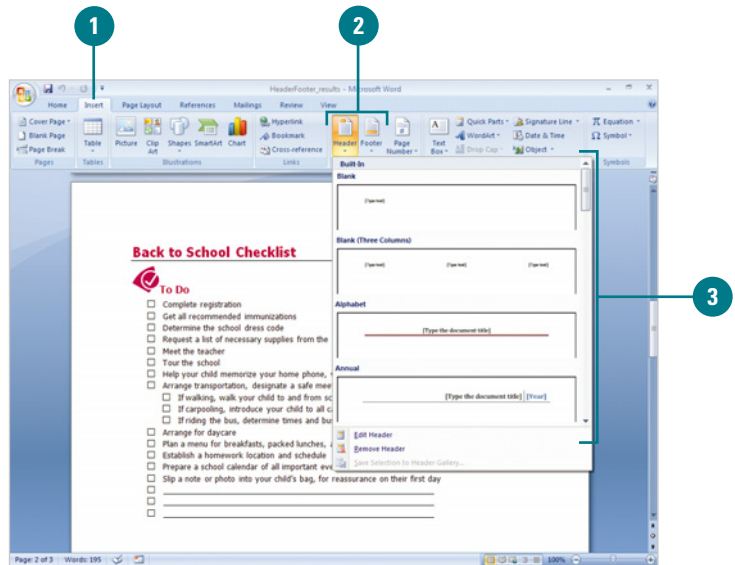 1
2
HeaderFooter_results - Microsoft Word
Home Insert Page Layout References Mailings Review View
Cover Page
Blank Page
Page Break
Pages
Table
Tables
Picture Clip Art Shapes SmartArt Chart
Illustrations
Hyperlink
Bookmark
Cross-reference
Links
Header Footer Page Number
Text Box
Quick Parts
WordArt
Drop Cap
Signature Line
Date & Time
Object
Equation
Symbol
Symbols
Built-In
Blank
[Type text]
Blank (Three Columns)
[Type text] [Type text] [Type text]
Alphabet
[Type the document title]
Annual
[Type the document title] [Year]
Edit Header
Remove Header
Save Selection to Header Gallery...
3
Back to School Checklist
To Do
Complete registration
Get all recommended immunizations
Determine the school dress code
Request a list of necessary supplies from the
Meet the teacher
Tour the school
Help your child memorize your home phone,
Arrange transportation, designate a safe mee
If walking, walk your child to and from sc
If carpooling, introduce your child to all c
If riding the bus, determine times and bu
Arrange for daycare
Plan a menu for breakfasts, packed lunches,
Establish a homework location and schedule
Prepare a school calendar of all important eve
Slip a note or photo into your child's bag, for reassurance on their first day
Page: 2 of 3 Words: 195 100%